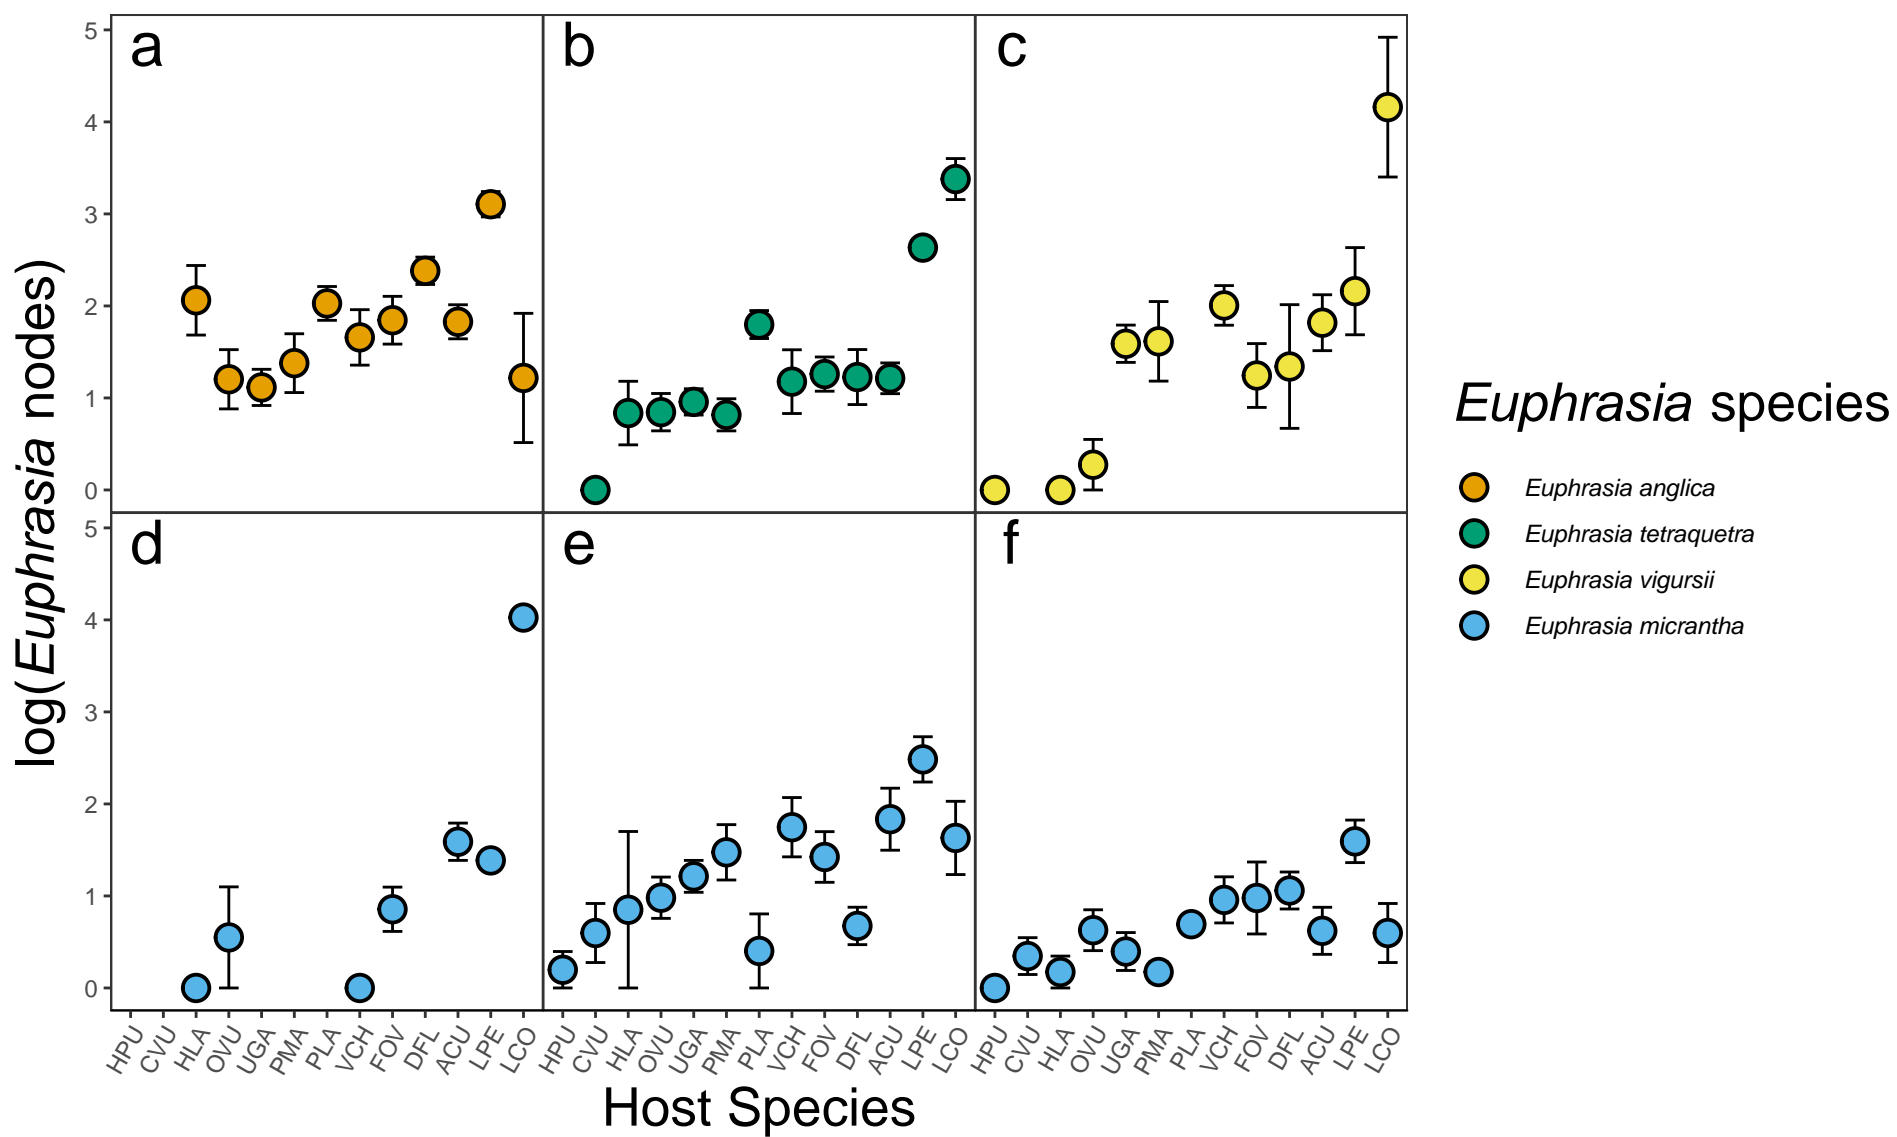 a
b
c
5
4
3
2
1
0
d
e
f
5
4
3
2
1
0
log(Euphrasia nodes)
HPU CVU HLA OVU UGA PMA PLA VCH FOV DFL ACU LPE LCO
HPU CVU HLA OVU UGA PMA PLA VCH FOV DFL ACU LPE LCO
HPU CVU HLA OVU UGA PMA PLA VCH FOV DFL ACU LPE LCO
Host Species
Euphrasia species
Euphrasia anglica
Euphrasia tetraquetra
Euphrasia vigursii
Euphrasia micrantha